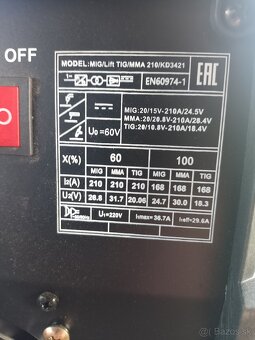 OFF
MODEL:MIG/Lift TIG/MMA 210/KD3421
EN60974-1
EAC
MIG:20/15V-210A/24.5V
MMA:20/20.8V-210A/28.4V
TIG:20/10.8V-210A/18.4V
U₀=60V
X(%) 60 100
MIG MMA TIG MIG MMA TIG
I₂(A) 210 210 210 168 168 168
U₂(V) 28.8 31.7 20.06 24.7 30.0 18.3
U₁=220V I₁max=36.7A I₁eff=29.6A
Bazos.sk